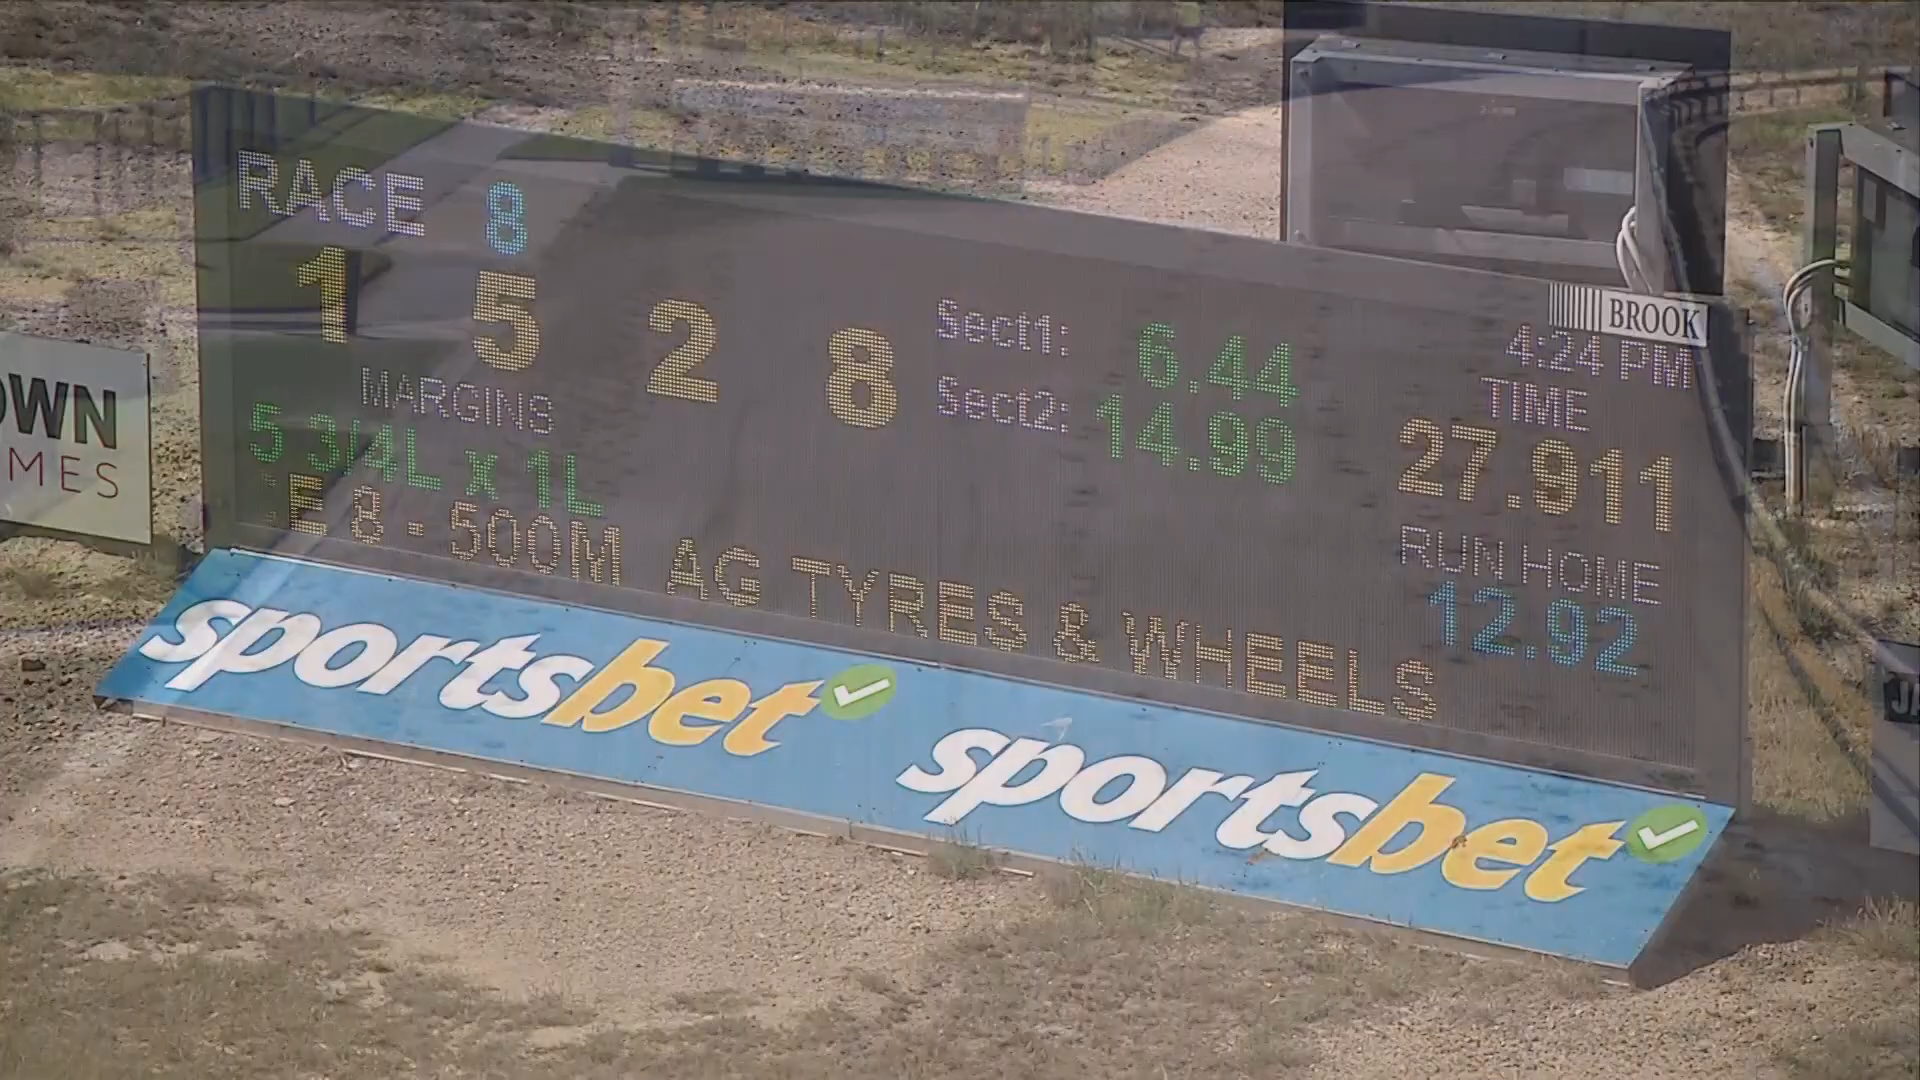 RACE 8
1 5 2 8
MARGINS
5 3/4L x 1L
Sect1: 6.44
Sect2: 14.99
BROOK
4:24 PM
TIME
27.911
RUN HOME
12.92
E 8 - 500M AG TYRES & WHEELS
sportsbet sportsbet
OWN
MES
JA